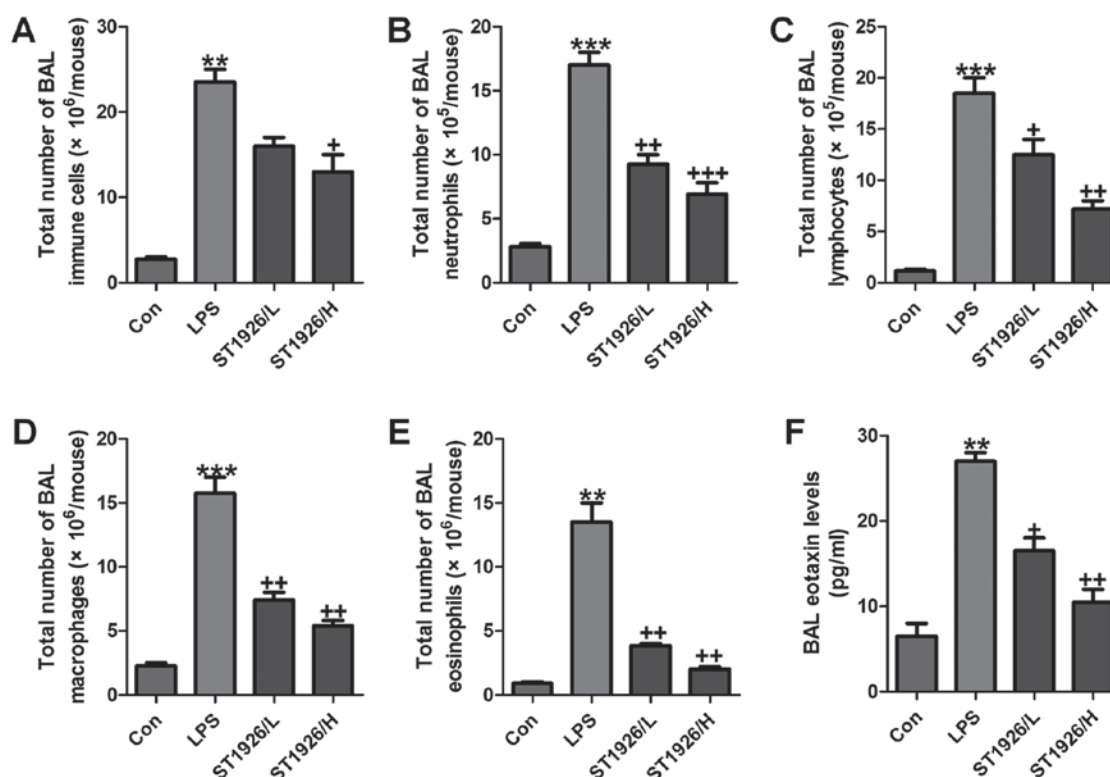 A
Total number of BAL
immune cells (× 10⁶/mouse)
30
20
10
0
**
+
Con
LPS
ST1926/L
ST1926/H
B
Total number of BAL
neutrophils (× 10⁵/mouse)
20
15
10
5
0
***
++
+++
Con
LPS
ST1926/L
ST1926/H
C
Total number of BAL
lymphocytes (× 10⁵/mouse)
25
20
15
10
5
0
***
+
++
Con
LPS
ST1926/L
ST1926/H
D
Total number of BAL
macrophages (× 10⁶/mouse)
20
15
10
5
0
***
++
++
Con
LPS
ST1926/L
ST1926/H
E
Total number of BAL
eosinophils (× 10⁶/mouse)
20
15
10
5
0
**
++
++
Con
LPS
ST1926/L
ST1926/H
F
BAL eotaxin levels
(pg/ml)
30
20
10
0
**
+
++
Con
LPS
ST1926/L
ST1926/H